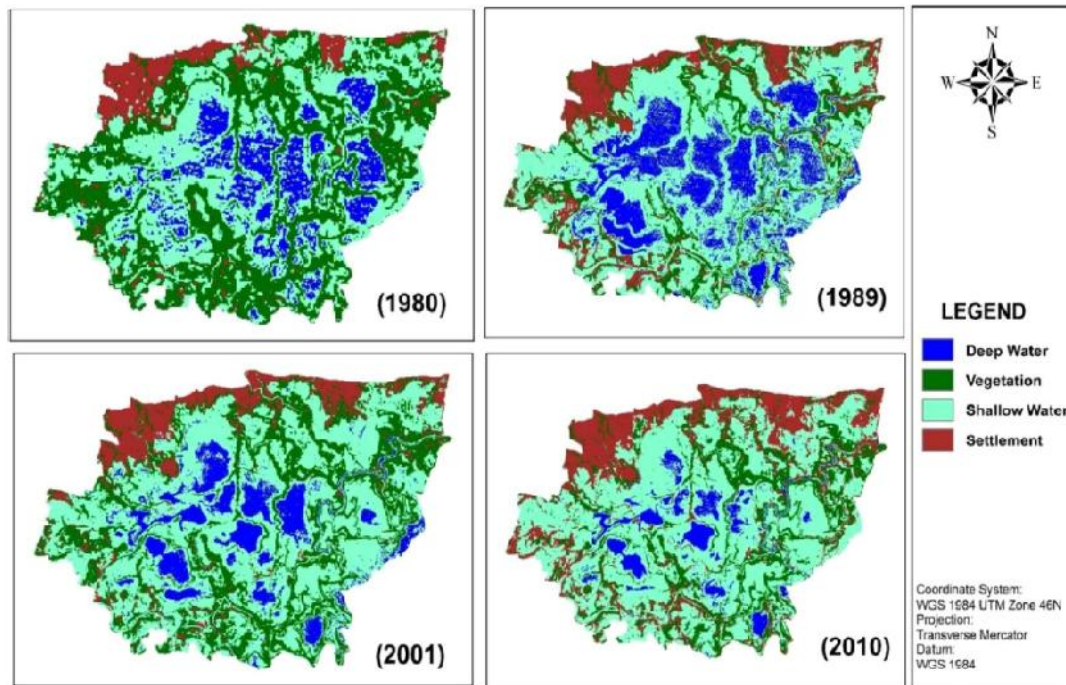 (1980)
(1989)
(2001)
(2010)
N
W E
S
LEGEND
Deep Water
Vegetation
Shallow Water
Settlement
Coordinate System:
WGS 1984 UTM Zone 46N
Projection:
Transverse Mercator
Datum:
WGS 1984